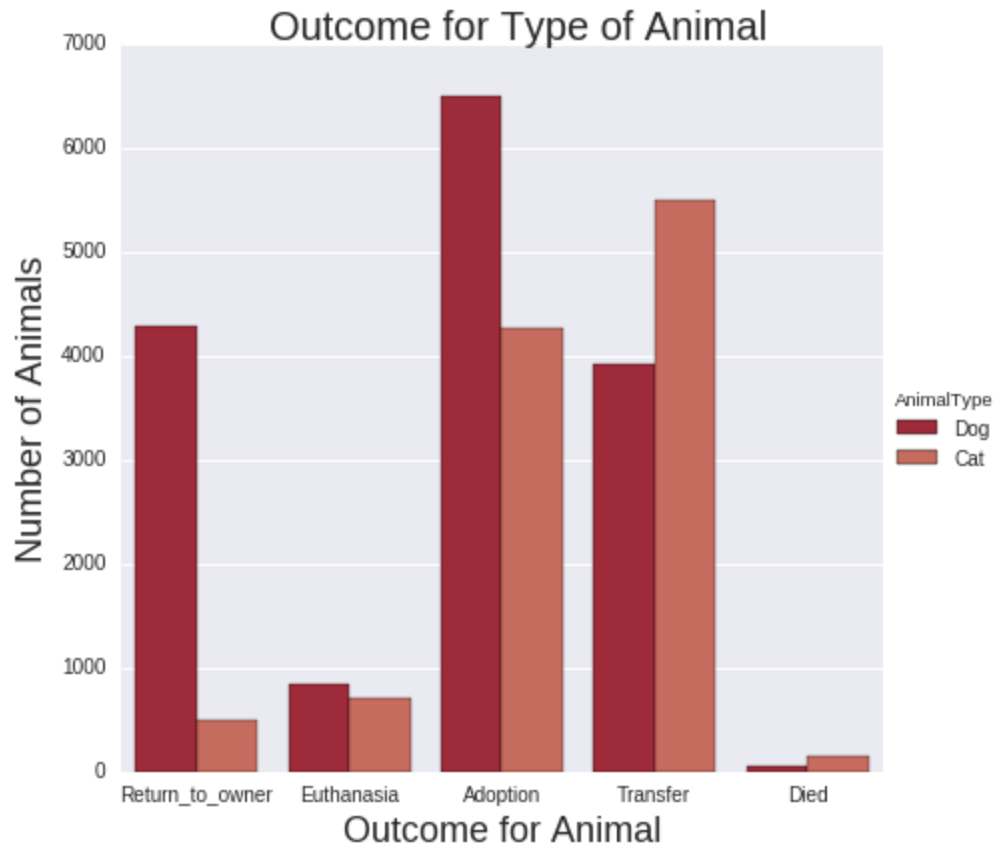 Outcome for Type of Animal
7000
6000
5000
4000
3000
2000
1000
0
Number of Animals
Return_to_owner
Euthanasia
Adoption
Transfer
Died
Outcome for Animal
AnimalType
Dog
Cat